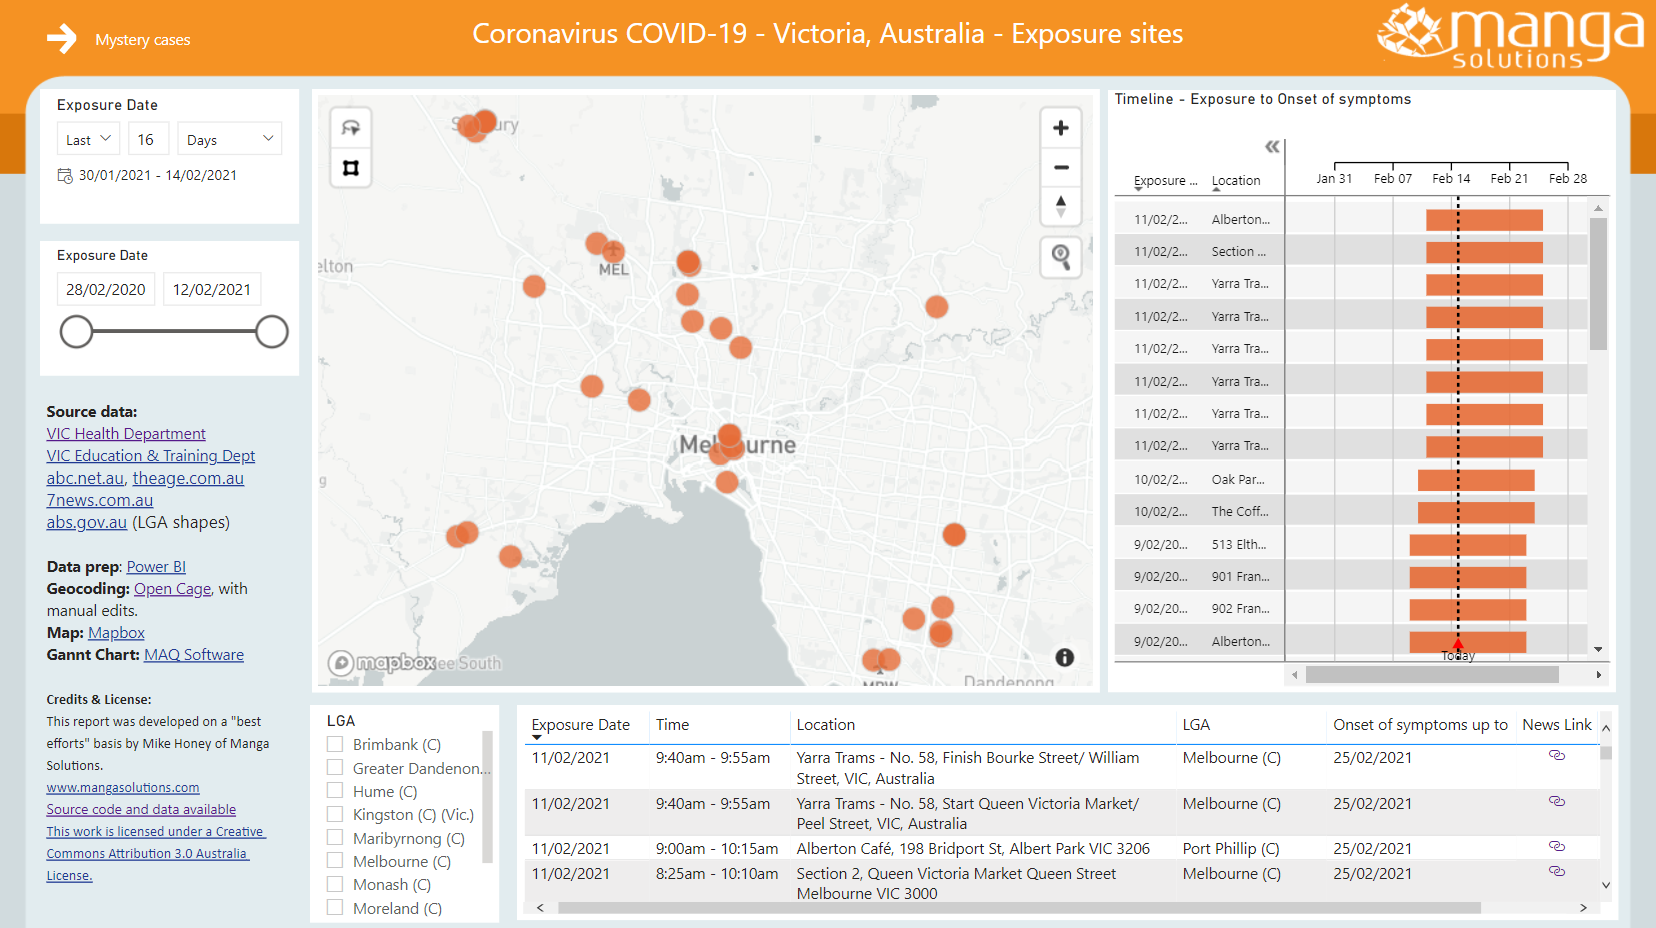 Mystery cases
Coronavirus COVID-19 - Victoria, Australia - Exposure sites
manga
solutions
Exposure Date
Last
16
Days
30/01/2021 - 14/02/2021
Exposure Date
28/02/2020
12/02/2021
Source data:
VIC Health Department
VIC Education & Training Dept
abc.net.au, theage.com.au
7news.com.au
abs.gov.au (LGA shapes)
Data prep: Power BI
Geocoding: Open Cage, with
manual edits.
Map: Mapbox
Gannt Chart: MAQ Software
Credits & License:
This report was developed on a "best
efforts" basis by Mike Honey of Manga
Solutions.
www.mangasolutions.com
Source code and data available
This work is licensed under a Creative
Commons Attribution 3.0 Australia
License.
elton
MEL
Melbourne
mapbox
ee South
Dandenong
Timeline - Exposure to Onset of symptoms
Exposure ... Location
Jan 31 Feb 07 Feb 14 Feb 21 Feb 28
11/02/2... Alberton...
11/02/2... Section ...
11/02/2... Yarra Tra...
11/02/2... Yarra Tra...
11/02/2... Yarra Tra...
11/02/2... Yarra Tra...
11/02/2... Yarra Tra...
11/02/2... Yarra Tra...
10/02/2... Oak Par...
10/02/2... The Coff...
9/02/20... 513 Elth...
9/02/20... 901 Fran...
9/02/20... 902 Fran...
9/02/20... Alberton...
Today
LGA
Brimbank (C)
Greater Dandenon...
Hume (C)
Kingston (C) (Vic.)
Maribyrnong (C)
Melbourne (C)
Monash (C)
Moreland (C)
Exposure Date Time Location LGA Onset of symptoms up to News Link
11/02/2021 9:40am - 9:55am Yarra Trams - No. 58, Finish Bourke Street/ William Melbourne (C) 25/02/2021
Street, VIC, Australia
11/02/2021 9:40am - 9:55am Yarra Trams - No. 58, Start Queen Victoria Market/ Melbourne (C) 25/02/2021
Peel Street, VIC, Australia
11/02/2021 9:00am - 10:15am Alberton Café, 198 Bridport St, Albert Park VIC 3206 Port Phillip (C) 25/02/2021
11/02/2021 8:25am - 10:10am Section 2, Queen Victoria Market Queen Street Melbourne (C) 25/02/2021
Melbourne VIC 3000